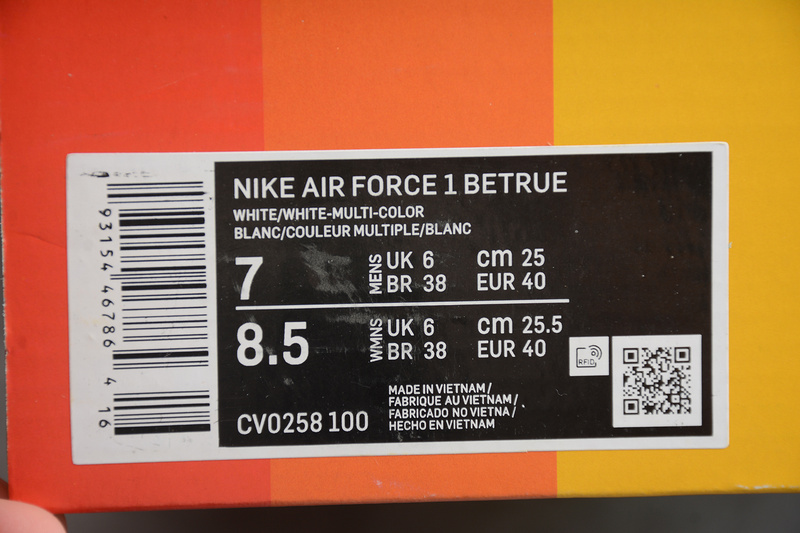 NIKE AIR FORCE 1 BETRUE
WHITE/WHITE-MULTI-COLOR
BLANC/COULEUR MULTIPLE/BLANC
7 MENS UK 6 cm 25
BR 38 EUR 40
8.5 WMNS UK 6 cm 25.5
BR 38 EUR 40
RFID
CV0258 100
MADE IN VIETNAM/
FABRIQUE AU VIETNAM/
FABRICADO NO VIETNA/
HECHO EN VIETNAM
93154 46786 4 16